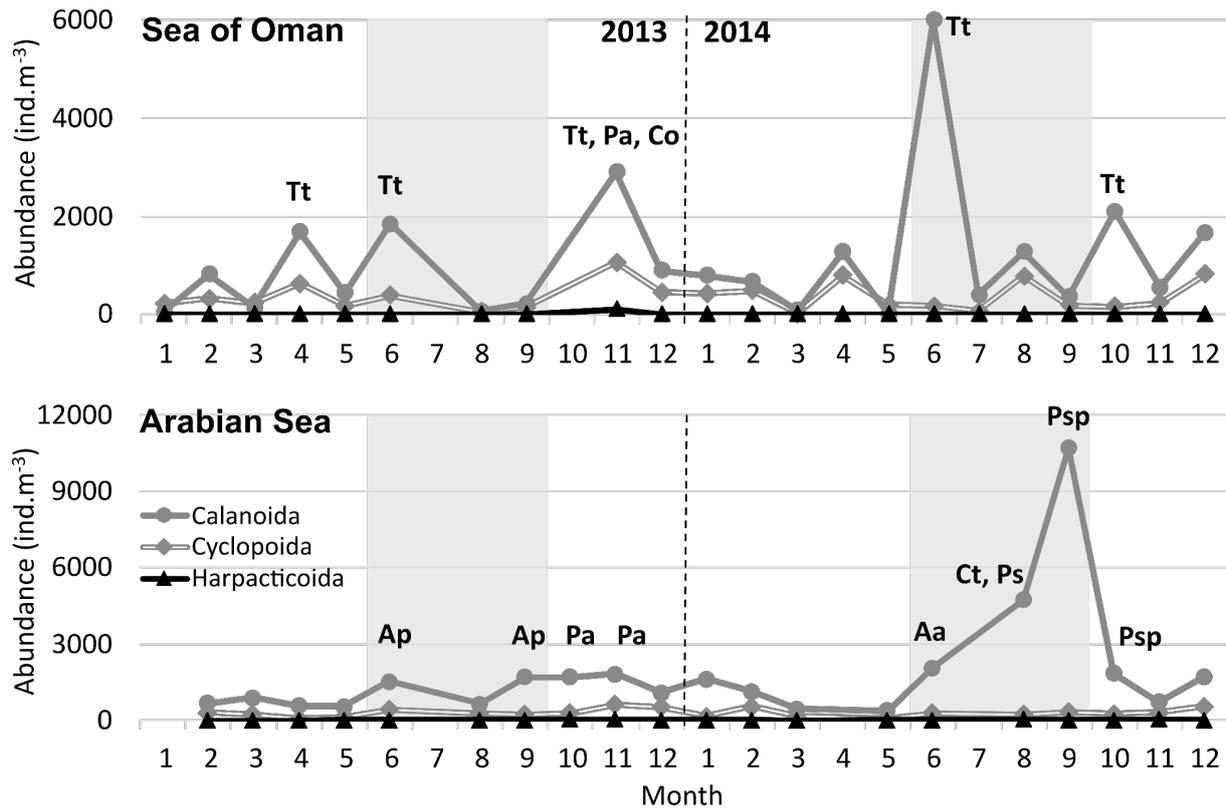 Sea of Oman 2013 2014
Abundance (ind.m-3)
6000
4000
2000
0
Tt Tt Tt, Pa, Co Tt Tt
1 2 3 4 5 6 7 8 9 10 11 12 1 2 3 4 5 6 7 8 9 10 11 12
Arabian Sea
Abundance (ind.m-3)
12000
9000
6000
3000
0
Calanoida
Cyclopoida
Harpacticoida
Ap Ap Pa Pa Aa Ct, Ps Psp Psp
1 2 3 4 5 6 7 8 9 10 11 12 1 2 3 4 5 6 7 8 9 10 11 12
Month